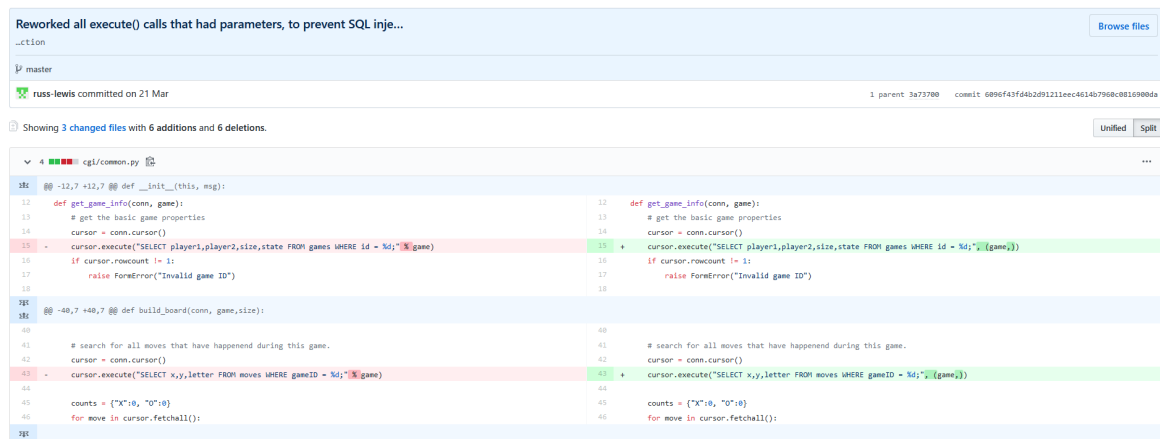 Reworked all execute() calls that had parameters, to prevent SQL inje...
Browse files
…ction
master
russ-lewis committed on 21 Mar
1 parent 3a73700 commit 6096f43fd4b2d91211eec4614b7960c0816900da
Showing 3 changed files with 6 additions and 6 deletions.
Unified Split
4 cgi/common.py
@@ -12,7 +12,7 @@ def __init__(this, msg):
12 def get_game_info(conn, game):
13 # get the basic game properties
14 cursor = conn.cursor()
15 - cursor.execute("SELECT player1,player2,size,state FROM games WHERE id = %d;" % game)
16 if cursor.rowcount != 1:
17 raise FormError("Invalid game ID")
18
12 def get_game_info(conn, game):
13 # get the basic game properties
14 cursor = conn.cursor()
15 + cursor.execute("SELECT player1,player2,size,state FROM games WHERE id = %d;", (game,))
16 if cursor.rowcount != 1:
17 raise FormError("Invalid game ID")
18
@@ -40,7 +40,7 @@ def build_board(conn, game,size):
40
41 # search for all moves that have happenend during this game.
42 cursor = conn.cursor()
43 - cursor.execute("SELECT x,y,letter FROM moves WHERE gameID = %d;" % game)
44
45 counts = {"X":0, "O":0}
46 for move in cursor.fetchall():
40
41 # search for all moves that have happenend during this game.
42 cursor = conn.cursor()
43 + cursor.execute("SELECT x,y,letter FROM moves WHERE gameID = %d;", (game,))
44
45 counts = {"X":0, "O":0}
46 for move in cursor.fetchall():